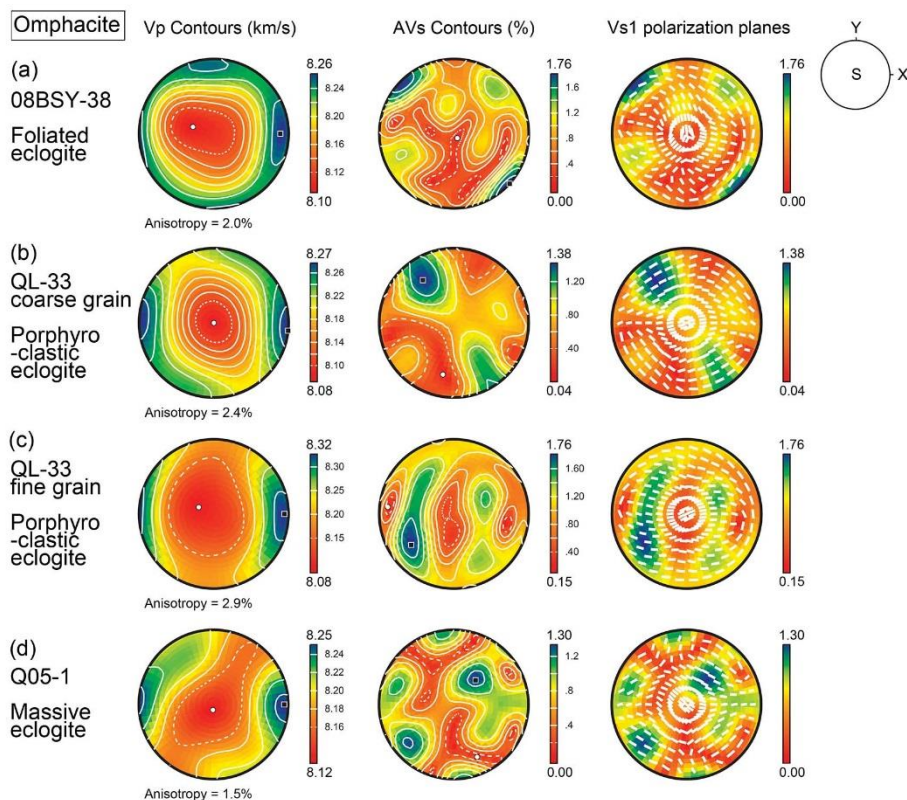 Omphacite
Vp Contours (km/s)
AVs Contours (%)
Vs1 polarization planes
Y
S
X
(a)
08BSY-38
Foliated
eclogite
8.26
8.24
8.20
8.18
8.16
8.12
8.10
Anisotropy = 2.0%
1.76
1.6
1.2
.8
.4
0.00
1.76
0.00
(b)
QL-33
coarse grain
Porphyro
-clastic
eclogite
8.27
8.26
8.22
8.20
8.18
8.16
8.14
8.10
8.08
Anisotropy = 2.4%
1.38
1.20
.80
.40
0.04
1.38
0.04
(c)
QL-33
fine grain
Porphyro
-clastic
eclogite
8.32
8.30
8.20
8.15
8.08
Anisotropy = 2.9%
1.76
1.60
1.20
.80
.40
0.15
1.76
0.15
(d)
Q05-1
Massive
eclogite
8.25
8.24
8.20
8.18
8.16
8.12
Anisotropy = 1.5%
1.30
1.2
.8
.4
0.00
1.30
0.00